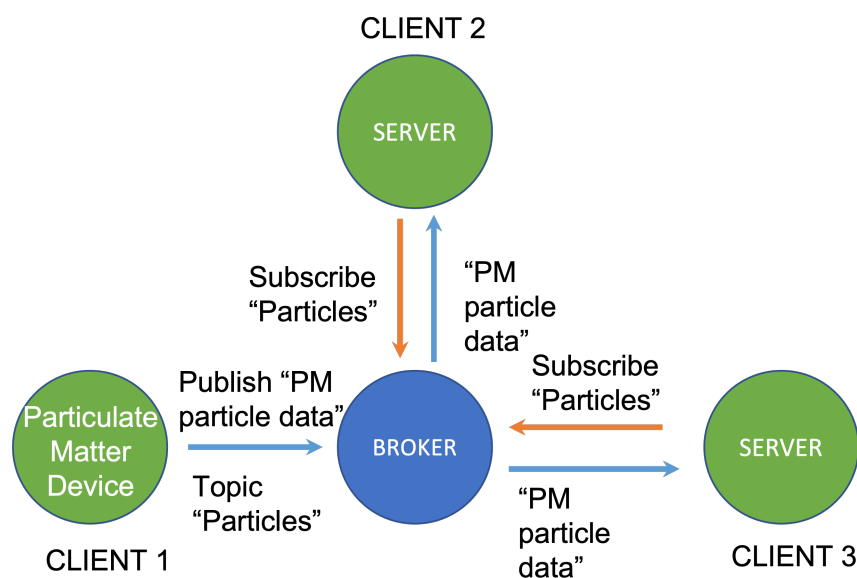 CLIENT 2
SERVER
Subscribe
“Particles”
“PM
particle
data”
Particulate
Matter
Device
CLIENT 1
Publish “PM
particle data”
Topic
“Particles”
BROKER
Subscribe
“Particles”
“PM
particle
data”
SERVER
CLIENT 3